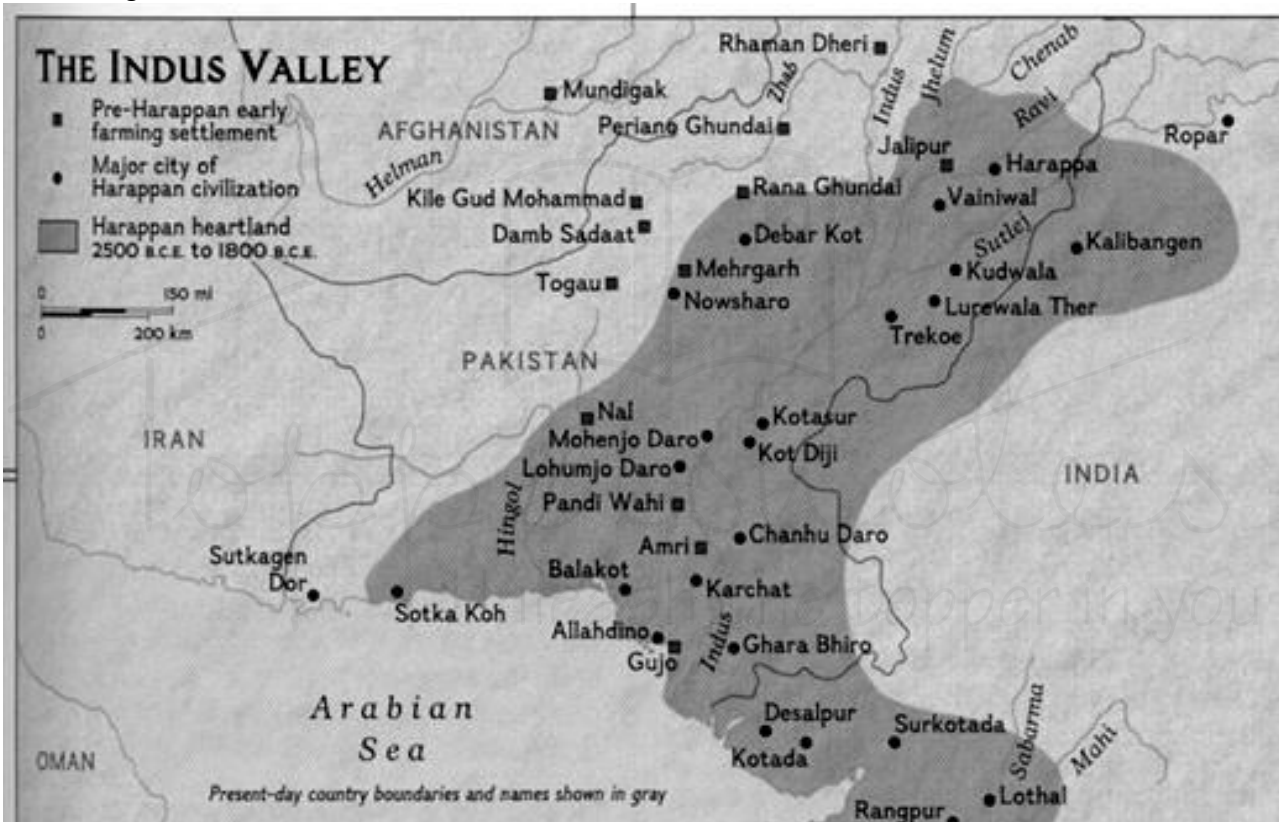 THE INDUS VALLEY
Pre-Harappan early
farming settlement
Major city of
Harappan civilization
Harappan heartland
2500 B.C.E. to 1800 B.C.E.
0 150 mi
0 200 km
Rhaman Dheri
Mundigak
AFGHANISTAN
Periano Ghundai
Zhab
Indus
Jhelum
Chenab
Ravi
Ropar
Helman
Jalipur
Harappa
Kile Gud Mohammad
Rana Ghundai
Vainiwal
Damb Sadaat
Debar Kot
Sutlej
Kalibangen
Togau
Mehrgarh
Kudwala
Nowsharo
Lurewala Ther
Trekoe
PAKISTAN
IRAN
Nal
Kotasur
Mohenjo Daro
Kot Diji
Lohumjo Daro
INDIA
Pandi Wahi
Hingol
Chanhu Daro
Amri
Sutkagen
Dor
Balakot
Karchat
Sotka Koh
Allahdino
Indus
Ghara Bhiro
Gujo
Arabian
Sea
Desalpur
Surkotada
Kotada
Sabarma
Mahi
OMAN
Present-day country boundaries and names shown in gray
Lothal
Rangpur